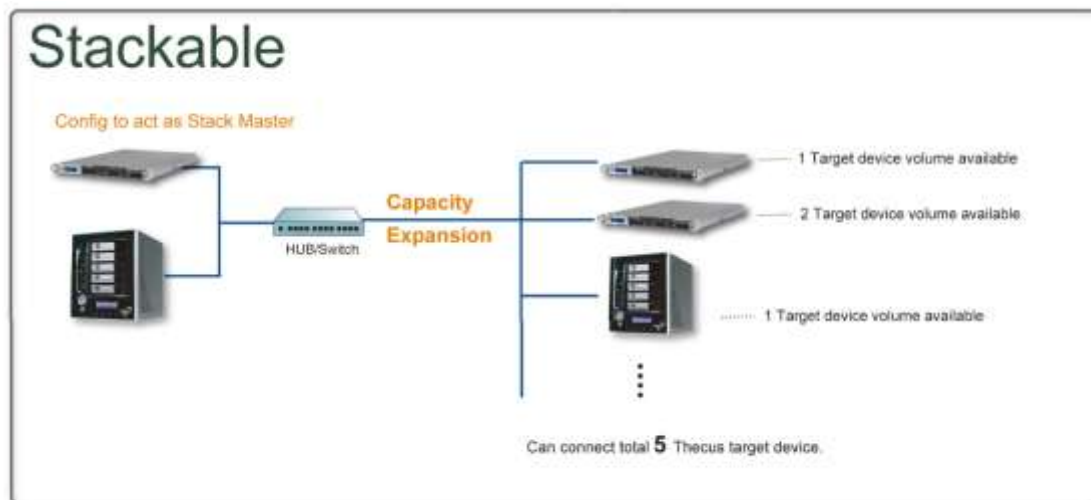 Stackable
Config to act as Stack Master
1 Target device volume available
Capacity
2 Target device volume available
Expansion
HUB/Switch
1 Target device volume available
Can connect total 5 Thecus target device.